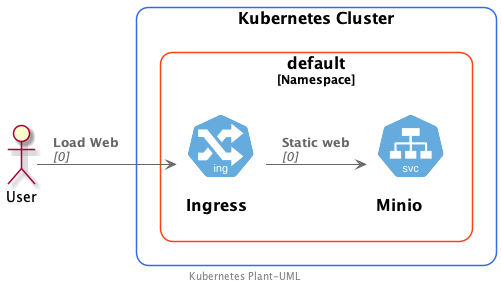 Kubernetes Cluster
default
[Namespace]
Load Web
[0]
Static web
[0]
ing
svc
User
Ingress
Minio
Kubernetes Plant-UML